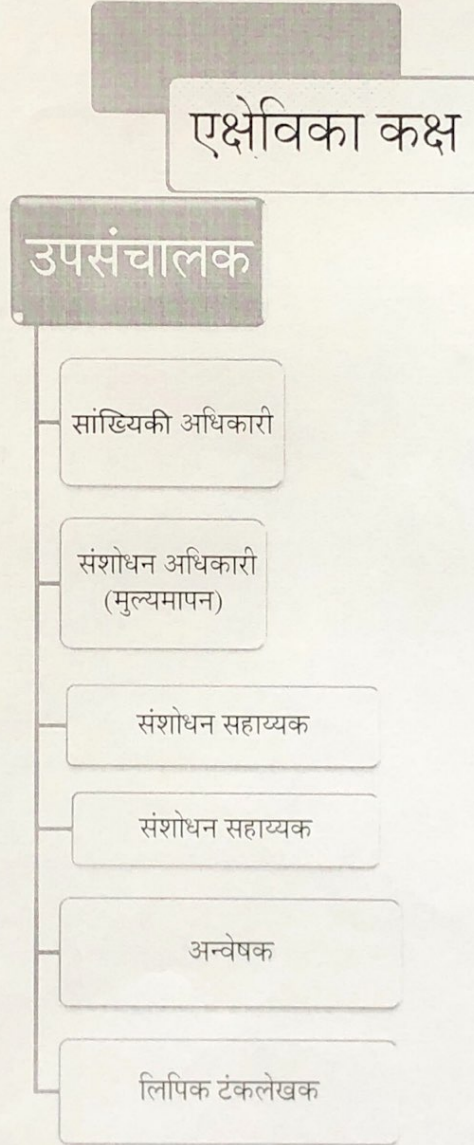 एक्षेविका कक्ष
उपसंचालक
सांख्यिकी अधिकारी
संशोधन अधिकारी
(मुल्यमापन)
संशोधन सहाय्यक
संशोधन सहाय्यक
अन्वेषक
लिपिक टंकलेखक